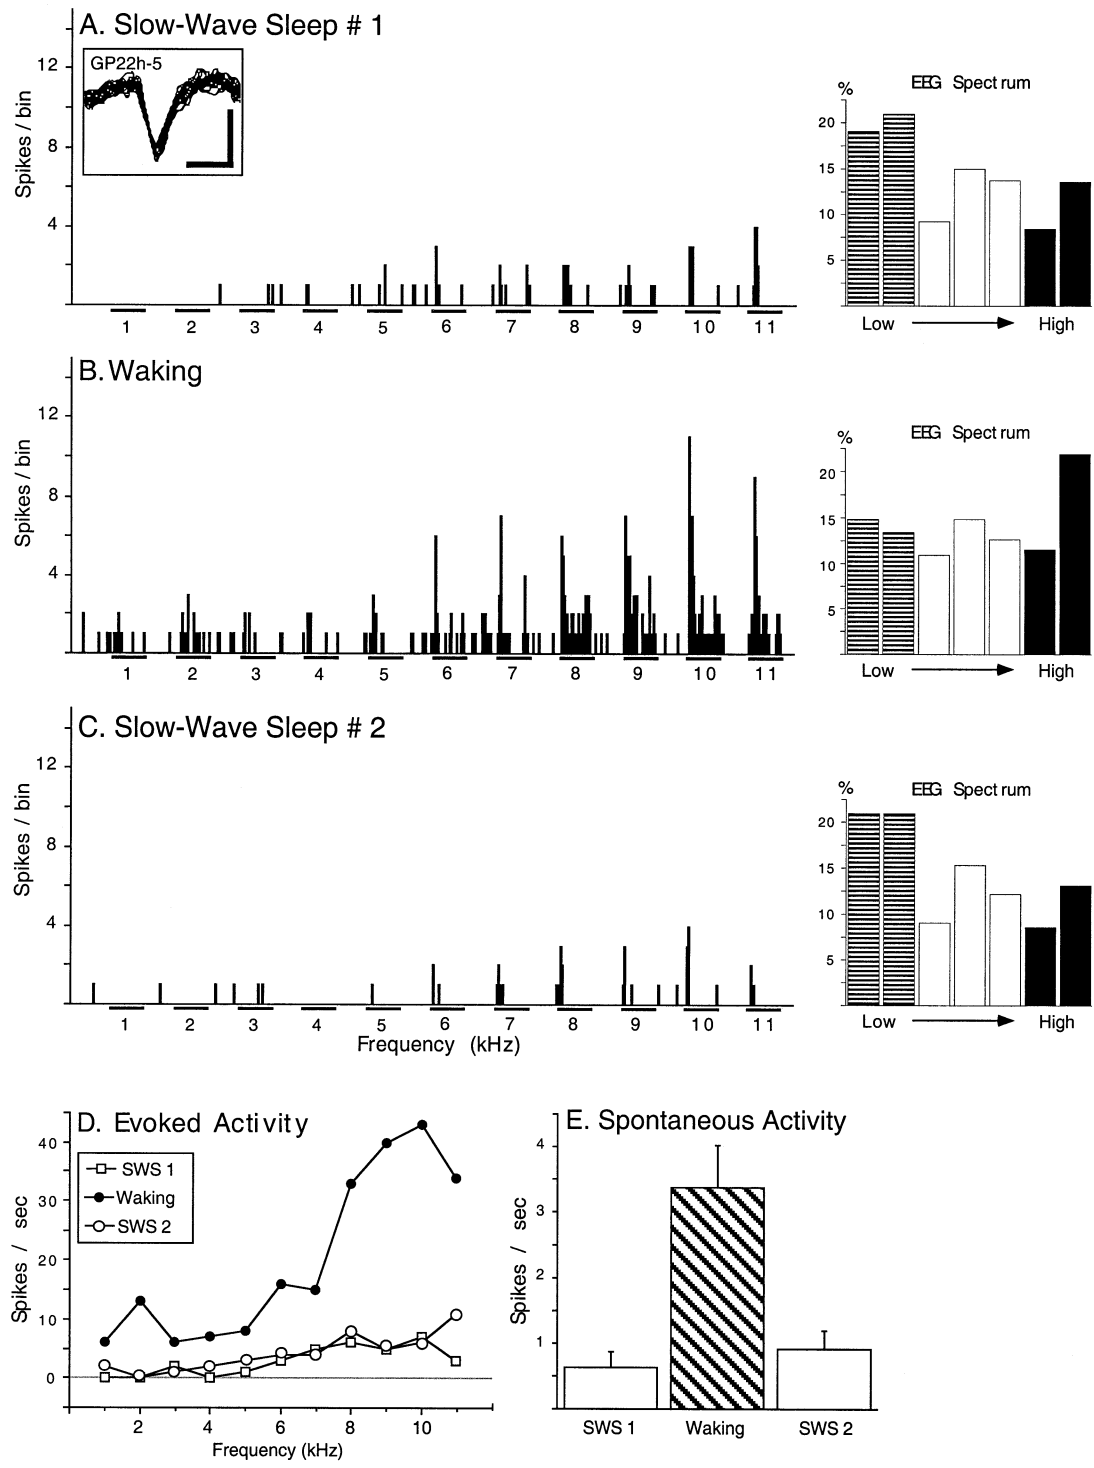 A. Slow-Wave Sleep # 1
GP22h-5
Spikes / bin
12
8
4
1 2 3 4 5 6 7 8 9 10 11
EEG Spect rum
%
20
15
10
5
Low High
B. Waking
Spikes / bin
12
8
4
1 2 3 4 5 6 7 8 9 10 11
EEG Spect rum
%
20
15
10
5
Low High
C. Slow-Wave Sleep # 2
Spikes / bin
12
8
4
1 2 3 4 5 6 7 8 9 10 11
Frequency (kHz)
EEG Spect rum
%
20
15
10
5
Low High
D. Evoked Activity
SWS 1
Waking
SWS 2
Spikes / sec
40
30
20
10
0
2 4 6 8 10
Frequency (kHz)
E. Spontaneous Activity
Spikes / sec
4
3
2
1
SWS 1 Waking SWS 2